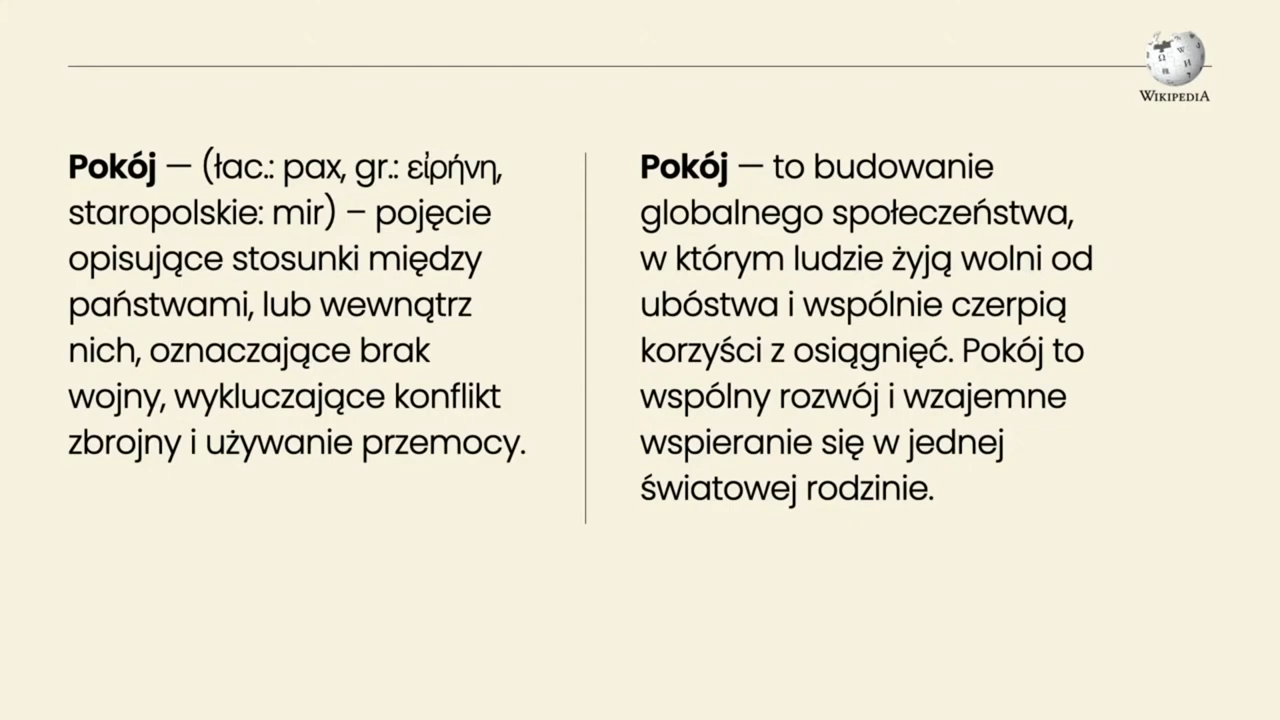 WIKIPEDIA
Pokój — (łac.: pax, gr.: εἰρήνη,
staropolskie: mir) – pojęcie
opisujące stosunki między
państwami, lub wewnątrz
nich, oznaczające brak
wojny, wykluczające konflikt
zbrojny i używanie przemocy.
Pokój — to budowanie
globalnego społeczeństwa,
w którym ludzie żyją wolni od
ubóstwa i wspólnie czerpią
korzyści z osiągnięć. Pokój to
wspólny rozwój i wzajemne
wspieranie się w jednej
światowej rodzinie.